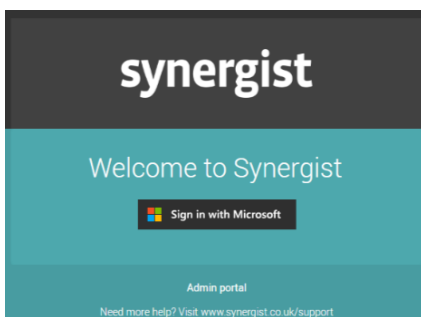 synergist
Welcome to Synergist
Sign in with Microsoft
Admin portal
Need more help? Visit www.synergist.co.uk/support